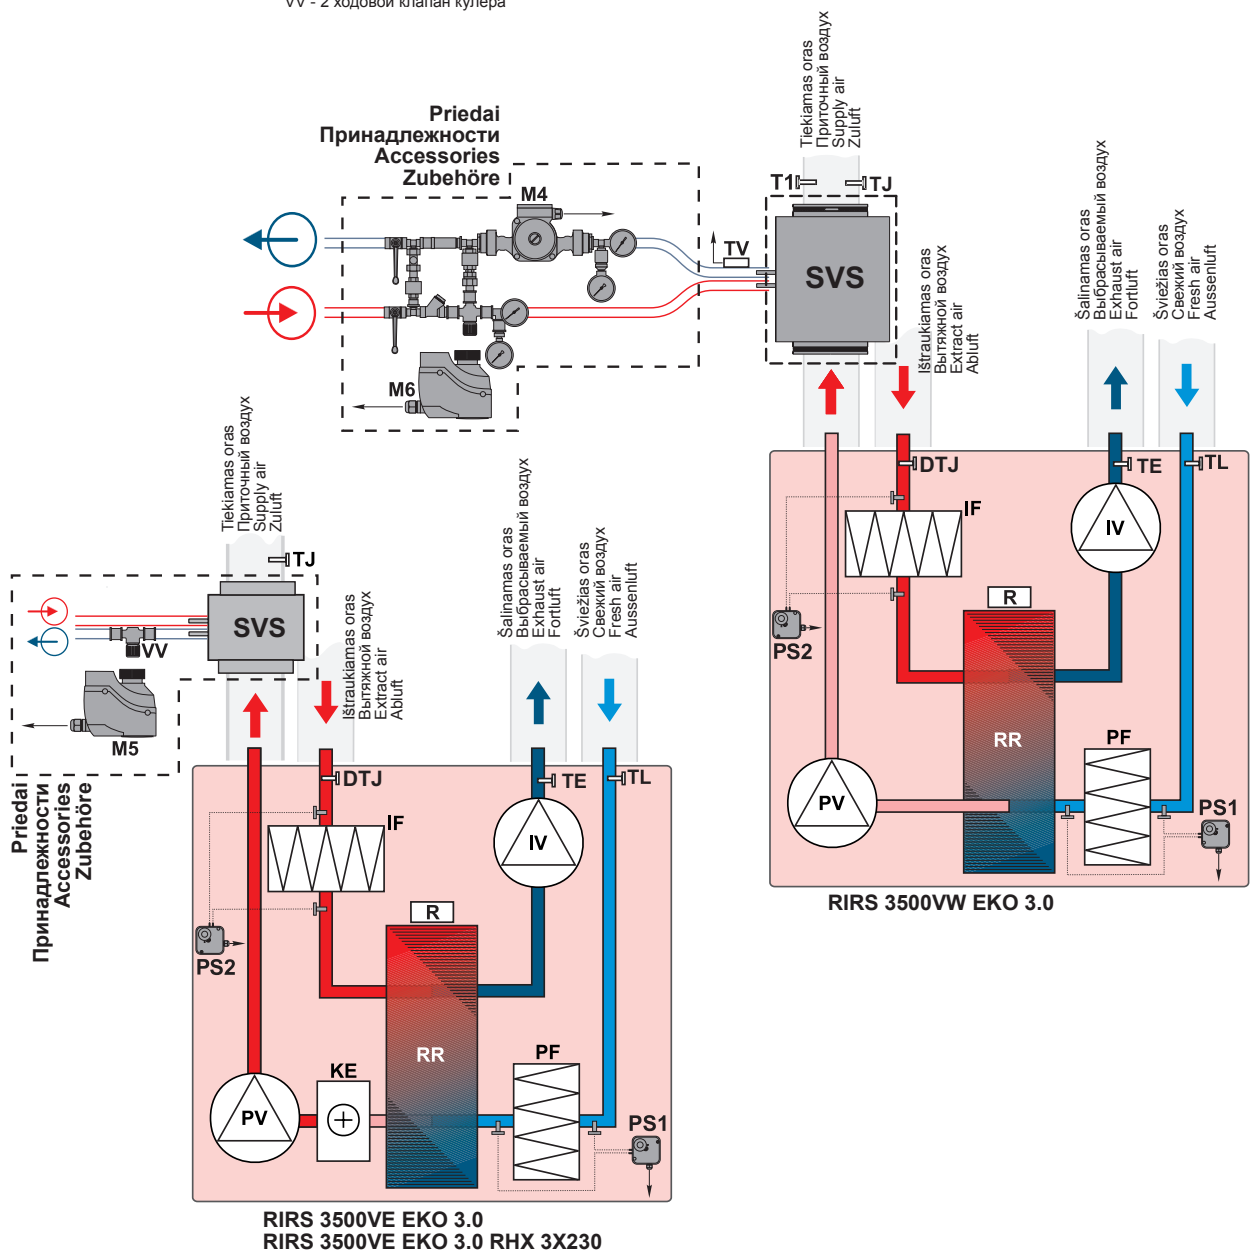 VV - 2 ходовой клапан кулера
Priedai
Принадлежности
Accessories
Zubehöre
M4
TV
M6
Tiekiamas oras
Приточный воздух
Supply air
Zuluft
T1
TJ
SVS
Ištraukiamas oras
Вытяжной воздух
Extract air
Abluft
Šalinamas oras
Выбрасываемый воздух
Exhaust air
Fortluft
Šviežias oras
Свежий воздух
Fresh air
Aussenluft
DTJ
TE
TL
IF
IV
R
PS2
RR
PF
PV
PS1
RIRS 3500VW EKO 3.0
Tiekiamas oras
Приточный воздух
Supply air
Zuluft
TJ
SVS
VV
M5
Priedai
Принадлежности
Accessories
Zubehöre
Ištraukiamas oras
Вытяжной воздух
Extract air
Abluft
Šalinamas oras
Выбрасываемый воздух
Exhaust air
Fortluft
Šviežias oras
Свежий воздух
Fresh air
Aussenluft
DTJ
TE
TL
IF
IV
R
PS2
RR
PF
KE
PV
PS1
RIRS 3500VE EKO 3.0
RIRS 3500VE EKO 3.0 RHX 3X230